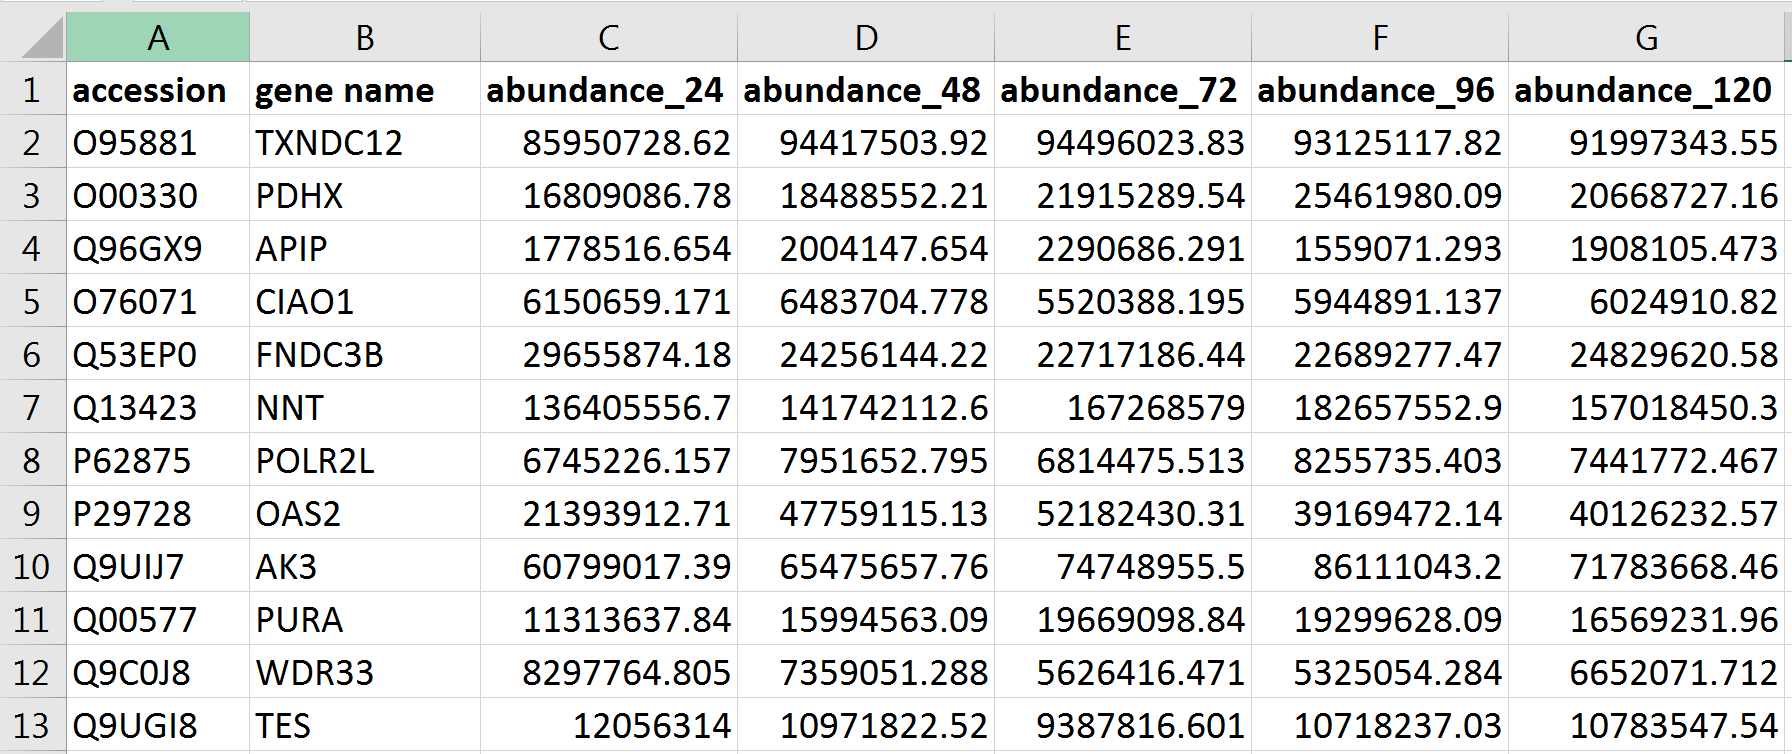 A B C D E F G
1 accession gene name abundance_24 abundance_48 abundance_72 abundance_96 abundance_120
2 O95881 TXNDC12 85950728.62 94417503.92 94496023.83 93125117.82 91997343.55
3 O00330 PDHX 16809086.78 18488552.21 21915289.54 25461980.09 20668727.16
4 Q96GX9 APIP 1778516.654 2004147.654 2290686.291 1559071.293 1908105.473
5 O76071 CIAO1 6150659.171 6483704.778 5520388.195 5944891.137 6024910.82
6 Q53EP0 FNDC3B 29655874.18 24256144.22 22717186.44 22689277.47 24829620.58
7 Q13423 NNT 136405556.7 141742112.6 167268579 182657552.9 157018450.3
8 P62875 POLR2L 6745226.157 7951652.795 6814475.513 8255735.403 7441772.467
9 P29728 OAS2 21393912.71 47759115.13 52182430.31 39169472.14 40126232.57
10 Q9UIJ7 AK3 60799017.39 65475657.76 74748955.5 86111043.2 71783668.46
11 Q00577 PURA 11313637.84 15994563.09 19669098.84 19299628.09 16569231.96
12 Q9C0J8 WDR33 8297764.805 7359051.288 5626416.471 5325054.284 6652071.712
13 Q9UGI8 TES 12056314 10971822.52 9387816.601 10718237.03 10783547.54